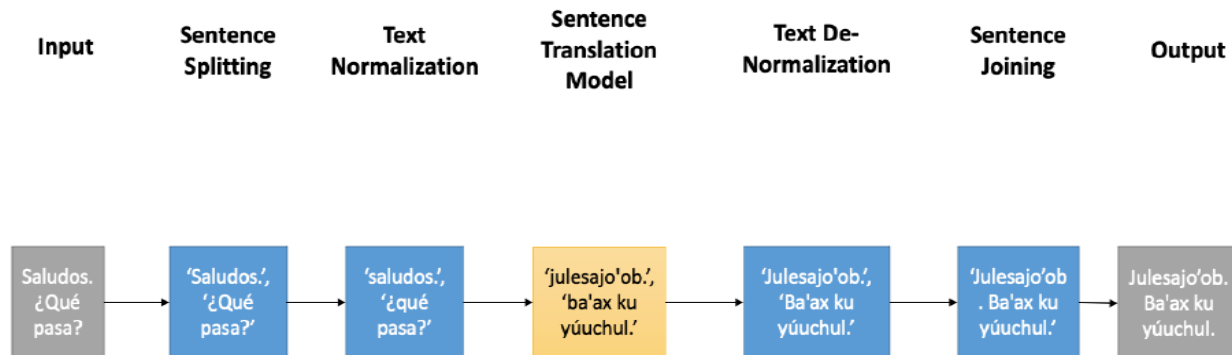 Input
Sentence
Splitting
Text
Normalization
Sentence
Translation
Model
Text De-
Normalization
Sentence
Joining
Output
Saludos.
¿Qué
pasa?
‘Saludos.’,
‘¿Qué
pasa?’
‘saludos.’,
‘¿qué
pasa?’
‘julesajo'ob.’,
‘ba'ax ku
yúuchul.’
‘Julesajo'ob.’,
‘Ba'ax ku
yúuchul.’
‘Julesajo’ob
. Ba'ax ku
yúuchul.’
Julesajo’ob.
Ba'ax ku
yúuchul.